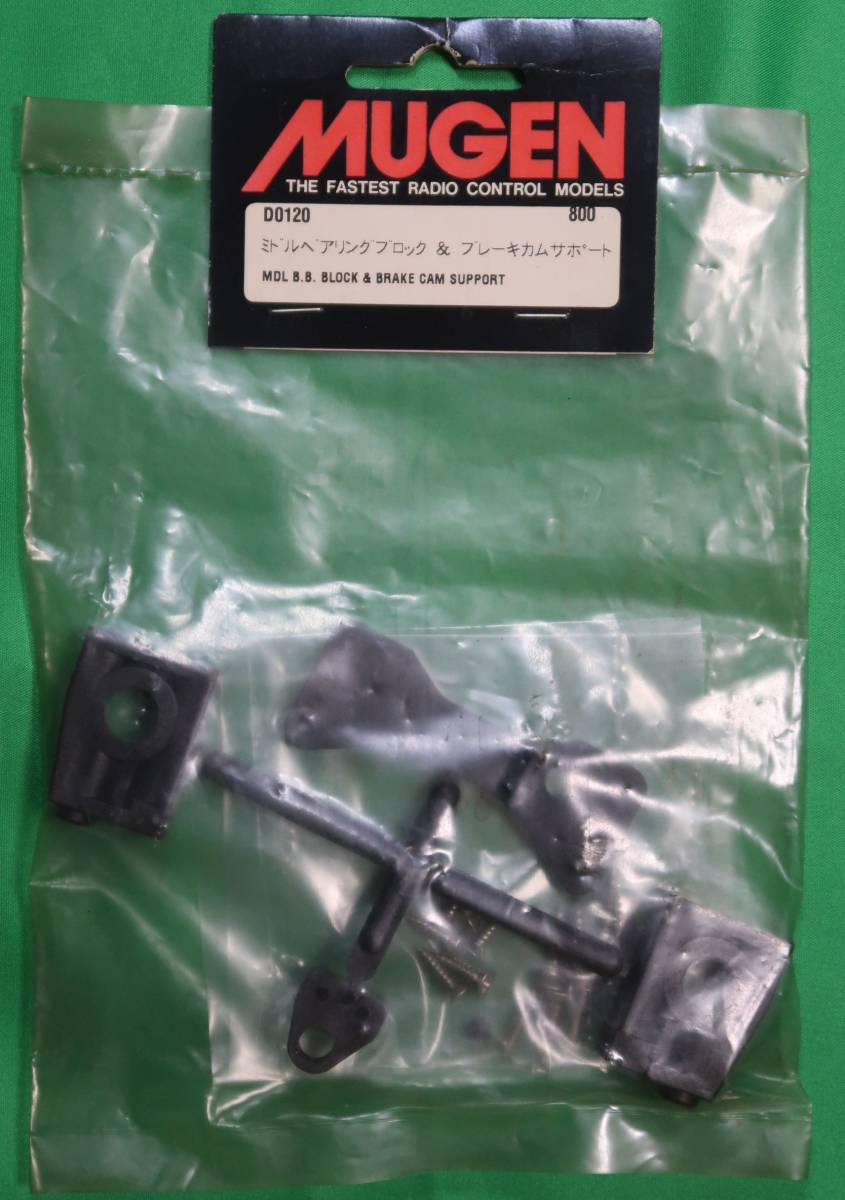 MUGEN
THE FASTEST RADIO CONTROL MODELS
D0120 800
ミドルベアリングブロック & ブレーキカムサポート
MDL B.B. BLOCK & BRAKE CAM SUPPORT